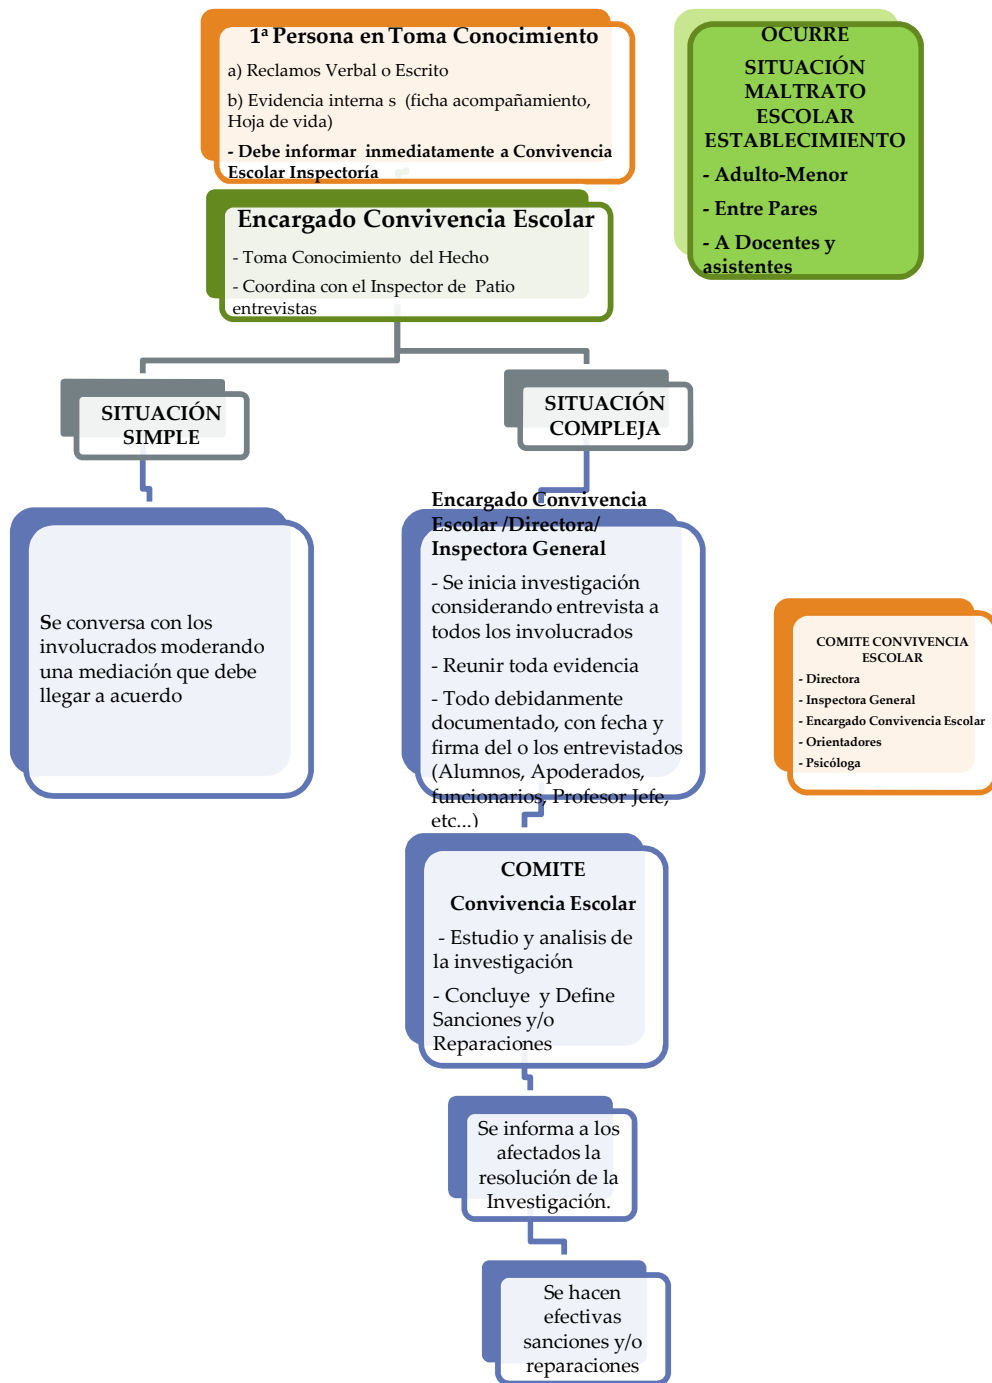 1ª Persona en Toma Conocimiento
a) Reclamos Verbal o Escrito
b) Evidencia interna s (ficha acompañamiento,
Hoja de vida)
- Debe informar inmediatamente a Convivencia
Escolar Inspectoría
OCURRE
SITUACIÓN
MALTRATO
ESCOLAR
ESTABLECIMIENTO
- Adulto-Menor
- Entre Pares
- A Docentes y
asistentes
Encargado Convivencia Escolar
- Toma Conocimiento del Hecho
- Coordina con el Inspector de Patio
entrevistas
SITUACIÓN
SIMPLE
SITUACIÓN
COMPLEJA
Se conversa con los
involucrados moderando
una mediación que debe
llegar a acuerdo
Encargado Convivencia
Escolar /Directora/
Inspectora General
- Se inicia investigación
considerando entrevista a
todos los involucrados
- Reunir toda evidencia
- Todo debidanmente
documentado, con fecha y
firma del o los entrevistados
(Alumnos, Apoderados,
funcionarios, Profesor Jefe,
etc...)
COMITE CONVIVENCIA
ESCOLAR
- Directora
- Inspectora General
- Encargado Convivencia Escolar
- Orientadores
- Psicóloga
COMITE
Convivencia Escolar
- Estudio y analisis de
la investigación
- Concluye y Define
Sanciones y/o
Reparaciones
Se informa a los
afectados la
resolución de la
Investigación.
Se hacen
efectivas
sanciones y/o
reparaciones